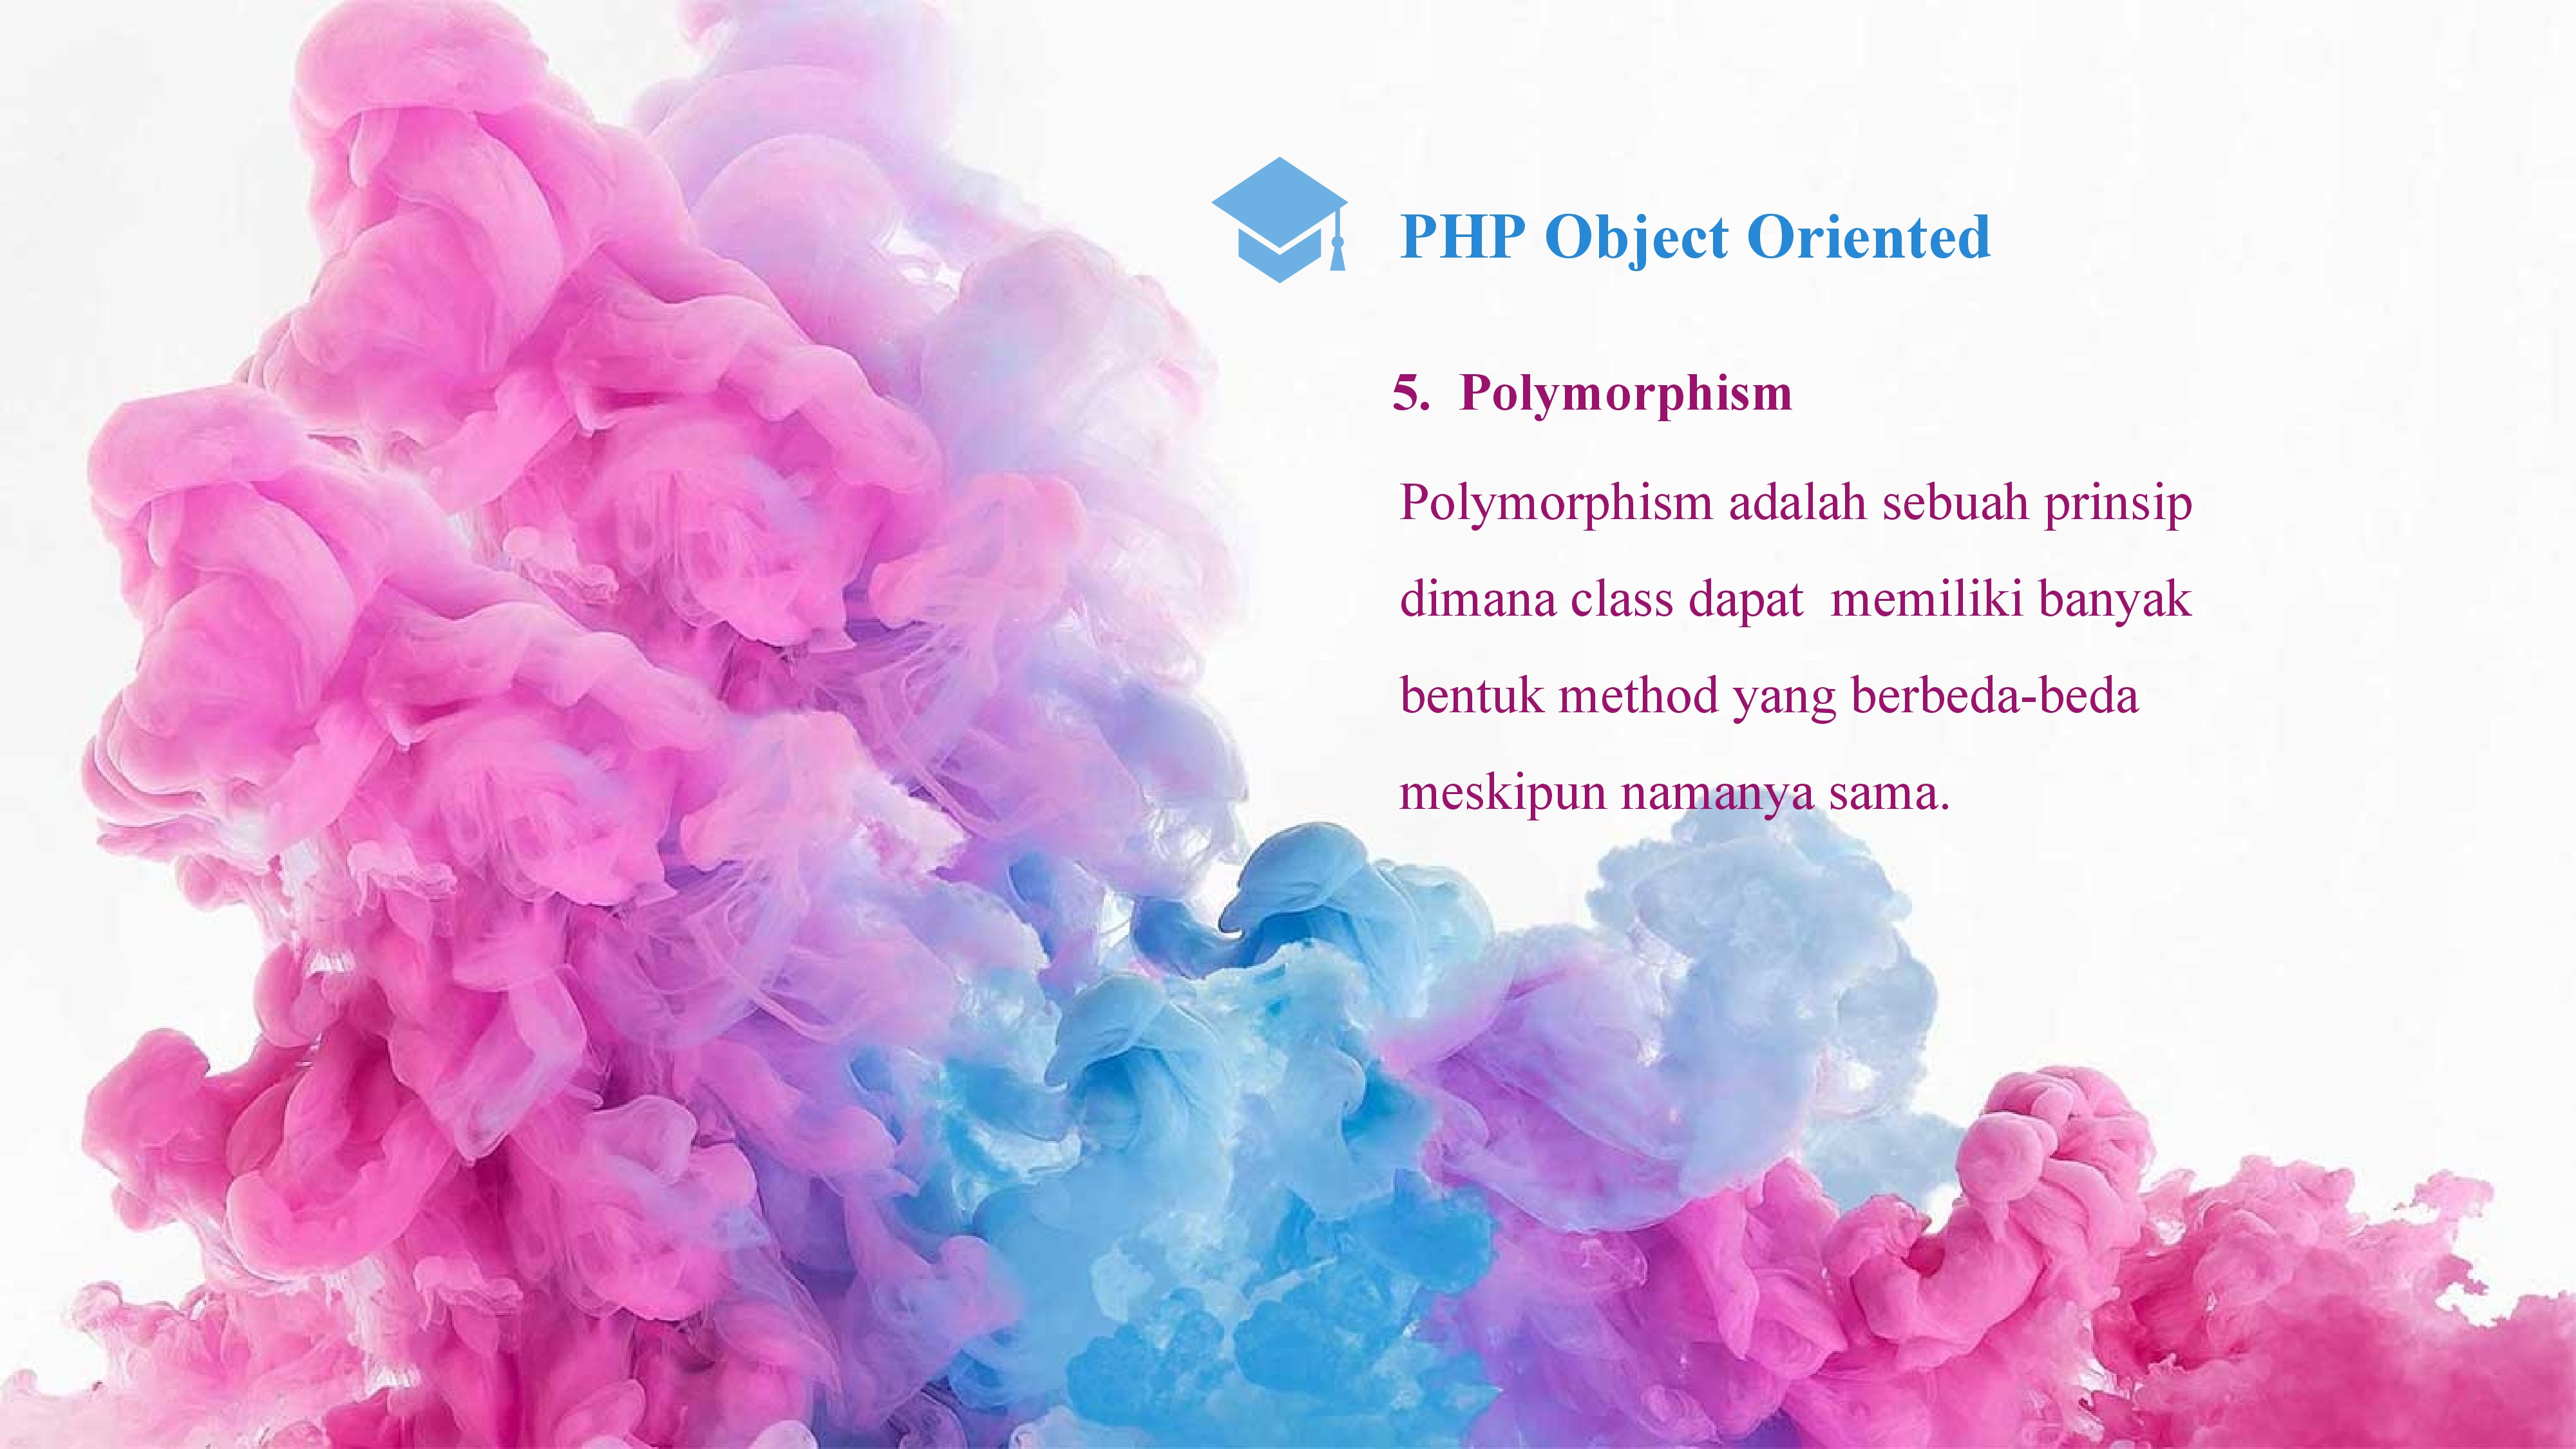 PHP Object Oriented
5. Polymorphism
Polymorphism adalah sebuah prinsip
dimana class dapat memiliki banyak
bentuk method yang berbeda-beda
meskipun namanya sama.